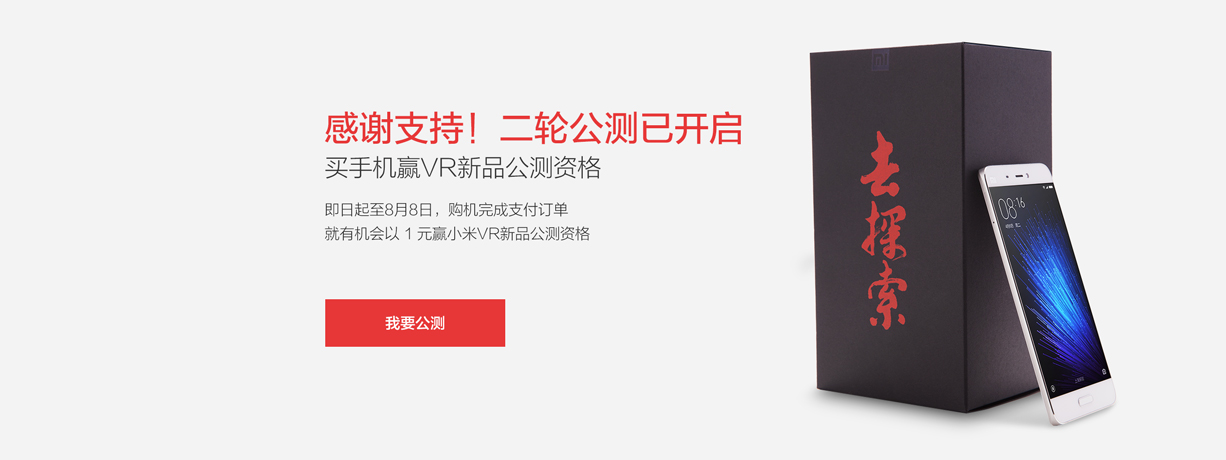 感谢支持！二轮公测已开启
买手机赢VR新品公测资格
即日起至8月8日，购机完成支付订单
就有机会以 1 元赢小米VR新品公测资格
我要公测
去探索
08:16